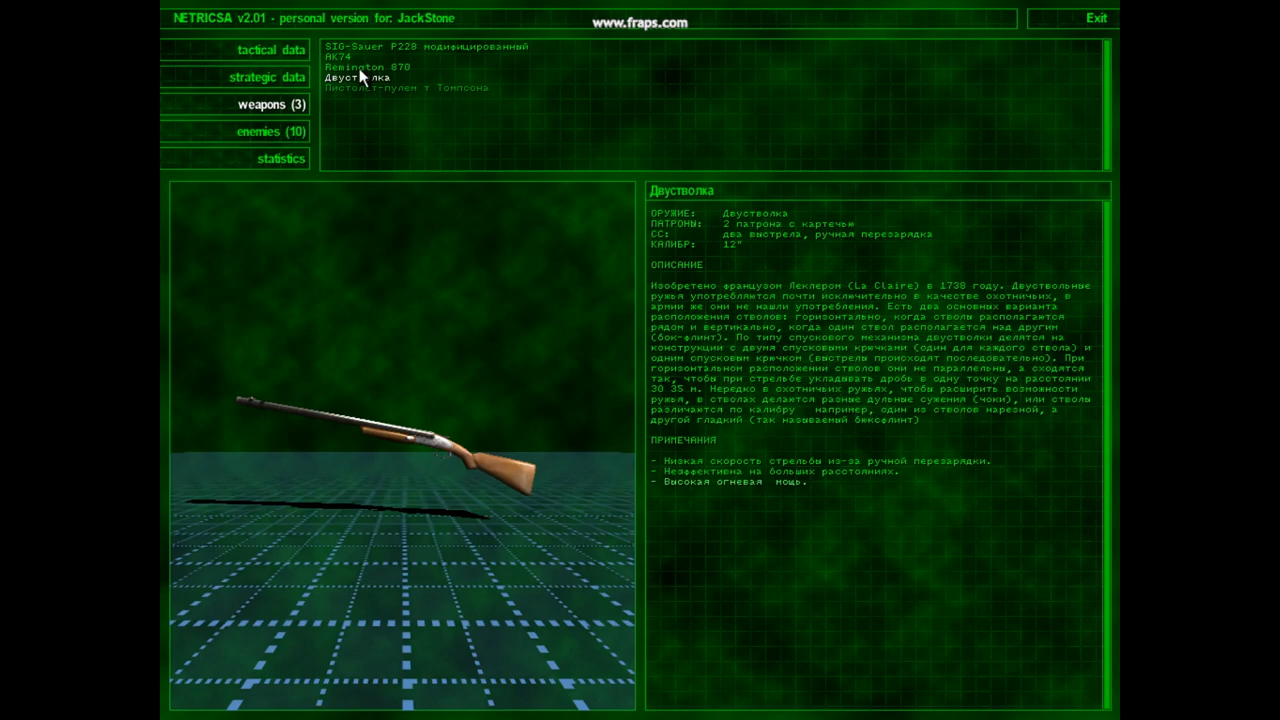 NETRICSA v2.01 - personal version for: JackStone
www.fraps.com
Exit
tactical data
strategic data
weapons (3)
enemies (10)
statistics
SIG-Sauer P228 модифицированный
AK74
Remington 870
Двуст лка
Пистолет-пулем т Томпсона
Двустволка
ОРУЖИЕ: Двустволка
ПАТРОНЫ: 2 патрона с картечью
СС: два выстрела, ручная перезарядка
КАЛИБР: 12"
ОПИСАНИЕ
Изобретено французом Леклером (La Claire) в 1738 году. Двуствольные
ружья употребляются почти исключительно в качестве охотничьих, в
армии же они не нашли употребления. Есть два основных варианта
расположения стволов: горизонтально, когда стволы располагаются
рядом и вертикально, когда один ствол располагается над другим
(бок-флинт). По типу спускового механизма двустволки делятся на
конструкции с двумя спусковыми крючками (один для каждого ствола) и
одним спусковым крючком (выстрелы происходят последовательно). При
горизонтальном расположении стволов они не параллельны, а сходятся
так, чтобы при стрельбе укладывать дробь в одну точку на расстоянии
30 35 м. Нередко в охотничьих ружьях, чтобы расширить возможности
ружья, в стволах делаются разные дульные сужения (чоки), или стволы
различаются по калибру например, один из стволов нарезной, а
другой гладкий (так называемый бюксфлинт)
ПРИМЕЧАНИЯ
- Низкая скорость стрельбы из-за ручной перезарядки.
- Неэффективна на больших расстояниях.
- Высокая огневая мощь.